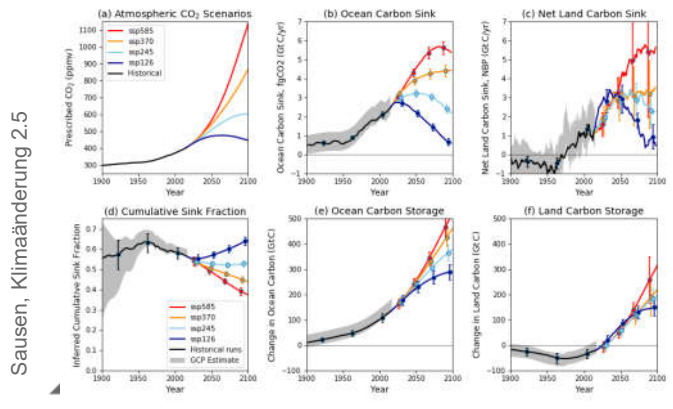 Sausen, Klimaänderung 2.5
(a) Atmospheric CO₂ Scenarios
Prescribed CO₂ (ppmv)
1100
1000
900
800
700
600
500
400
300
ssp585
ssp370
ssp245
ssp126
Historical
1900 1950 2000 2050 2100
Year
(b) Ocean Carbon Sink
Ocean Carbon Sink, fgCO2 (GtC/yr)
7
6
5
4
3
2
1
0
−1
1900 1950 2000 2050 2100
Year
(c) Net Land Carbon Sink
Net Land Carbon Sink, NBP (GtC/yr)
7
6
5
4
3
2
1
0
−1
1900 1950 2000 2050 2100
Year
(d) Cumulative Sink Fraction
Inferred Cumulative Sink Fraction
0.7
0.6
0.5
0.4
0.3
0.2
0.1
0.0
ssp585
ssp370
ssp245
ssp126
Historical runs
GCP Estimate
1900 1950 2000 2050 2100
Year
(e) Ocean Carbon Storage
Change in Ocean Carbon (GtC)
500
400
300
200
100
0
−100
1900 1950 2000 2050 2100
Year
(f) Land Carbon Storage
Change in Land Carbon (GtC)
500
400
300
200
100
0
−100
1900 1950 2000 2050 2100
Year